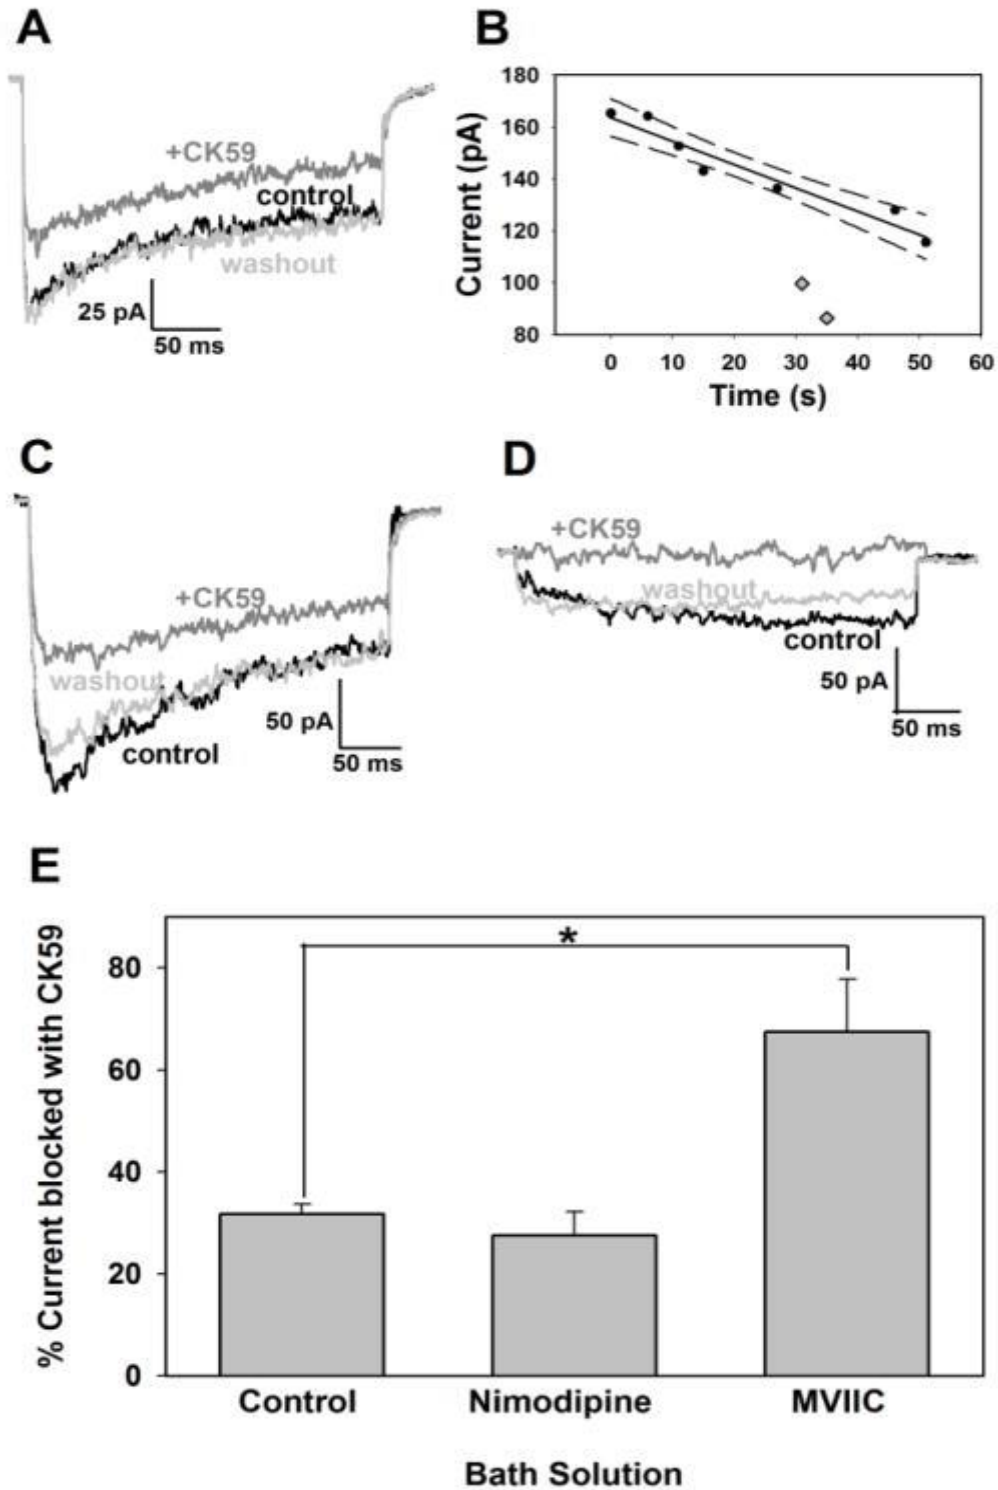 A
+CK59
control
washout
25 pA
50 ms
B
180
160
140
120
100
80
Current (pA)
0 10 20 30 40 50 60
Time (s)
C
+CK59
washout
control
50 pA
50 ms
D
+CK59
washout
control
50 pA
50 ms
E
% Current blocked with CK59
80
60
40
20
0
*
Control Nimodipine MVIIC
Bath Solution